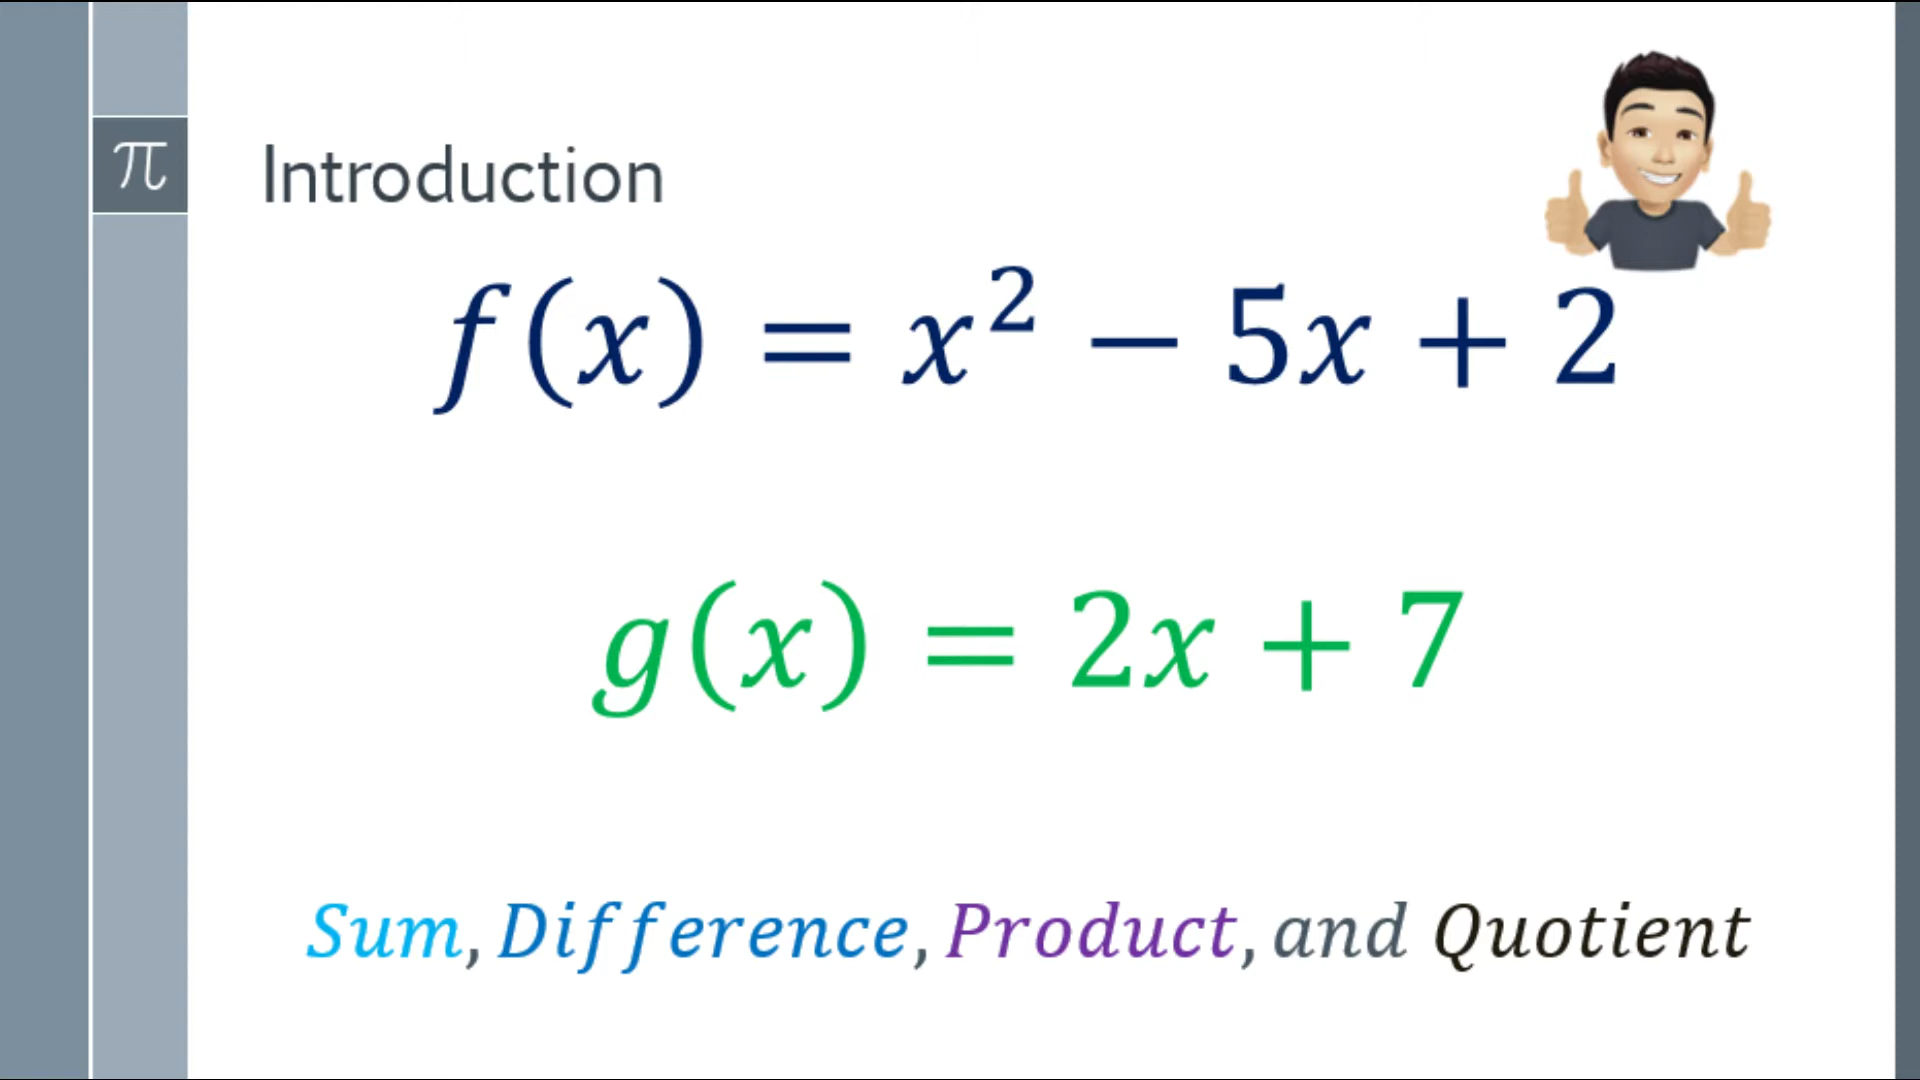 π
Introduction
f(x) = x² − 5x + 2
g(x) = 2x + 7
Sum, Difference, Product, and Quotient